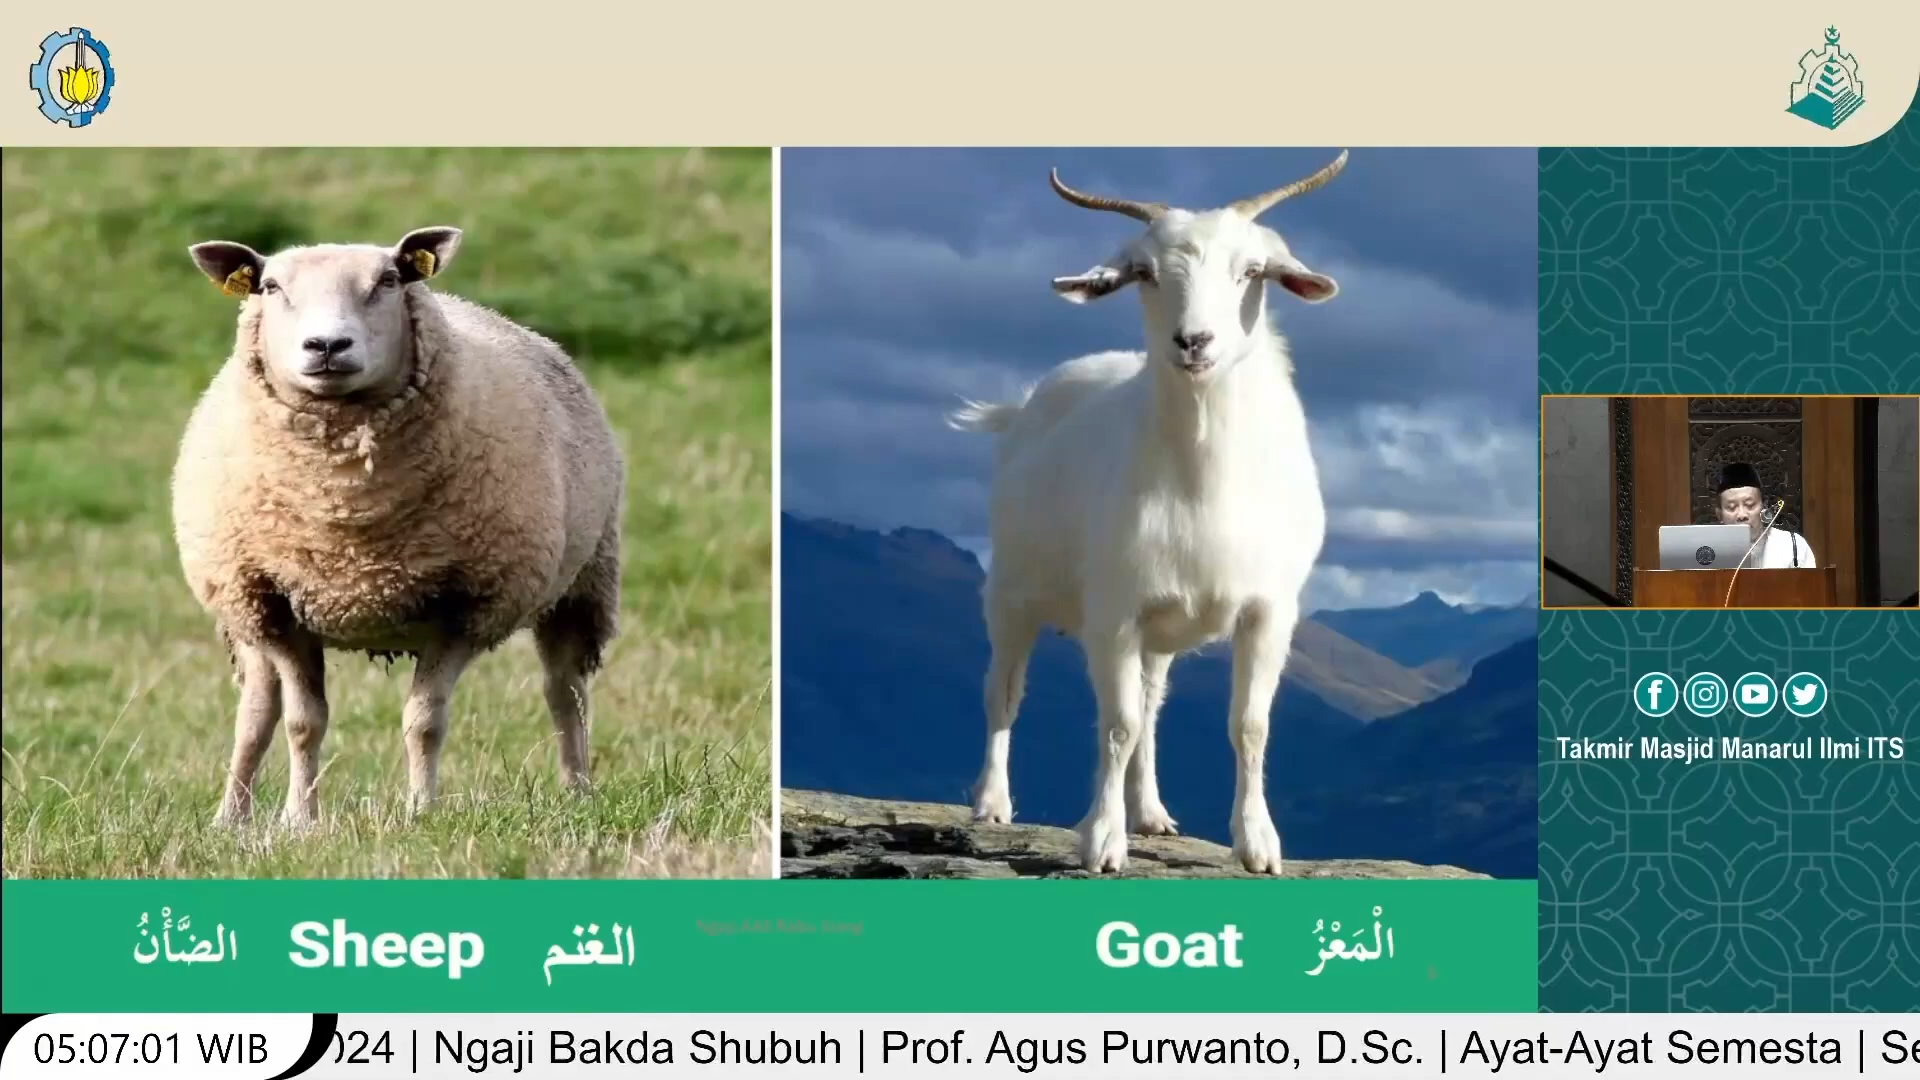 Takmir Masjid Manarul Ilmi ITS
الضَّأْنُ Sheep الغنم
Goat الْمَعْزُ
05:07:01 WIB
024 | Ngaji Bakda Shubuh | Prof. Agus Purwanto, D.Sc. | Ayat-Ayat Semesta |